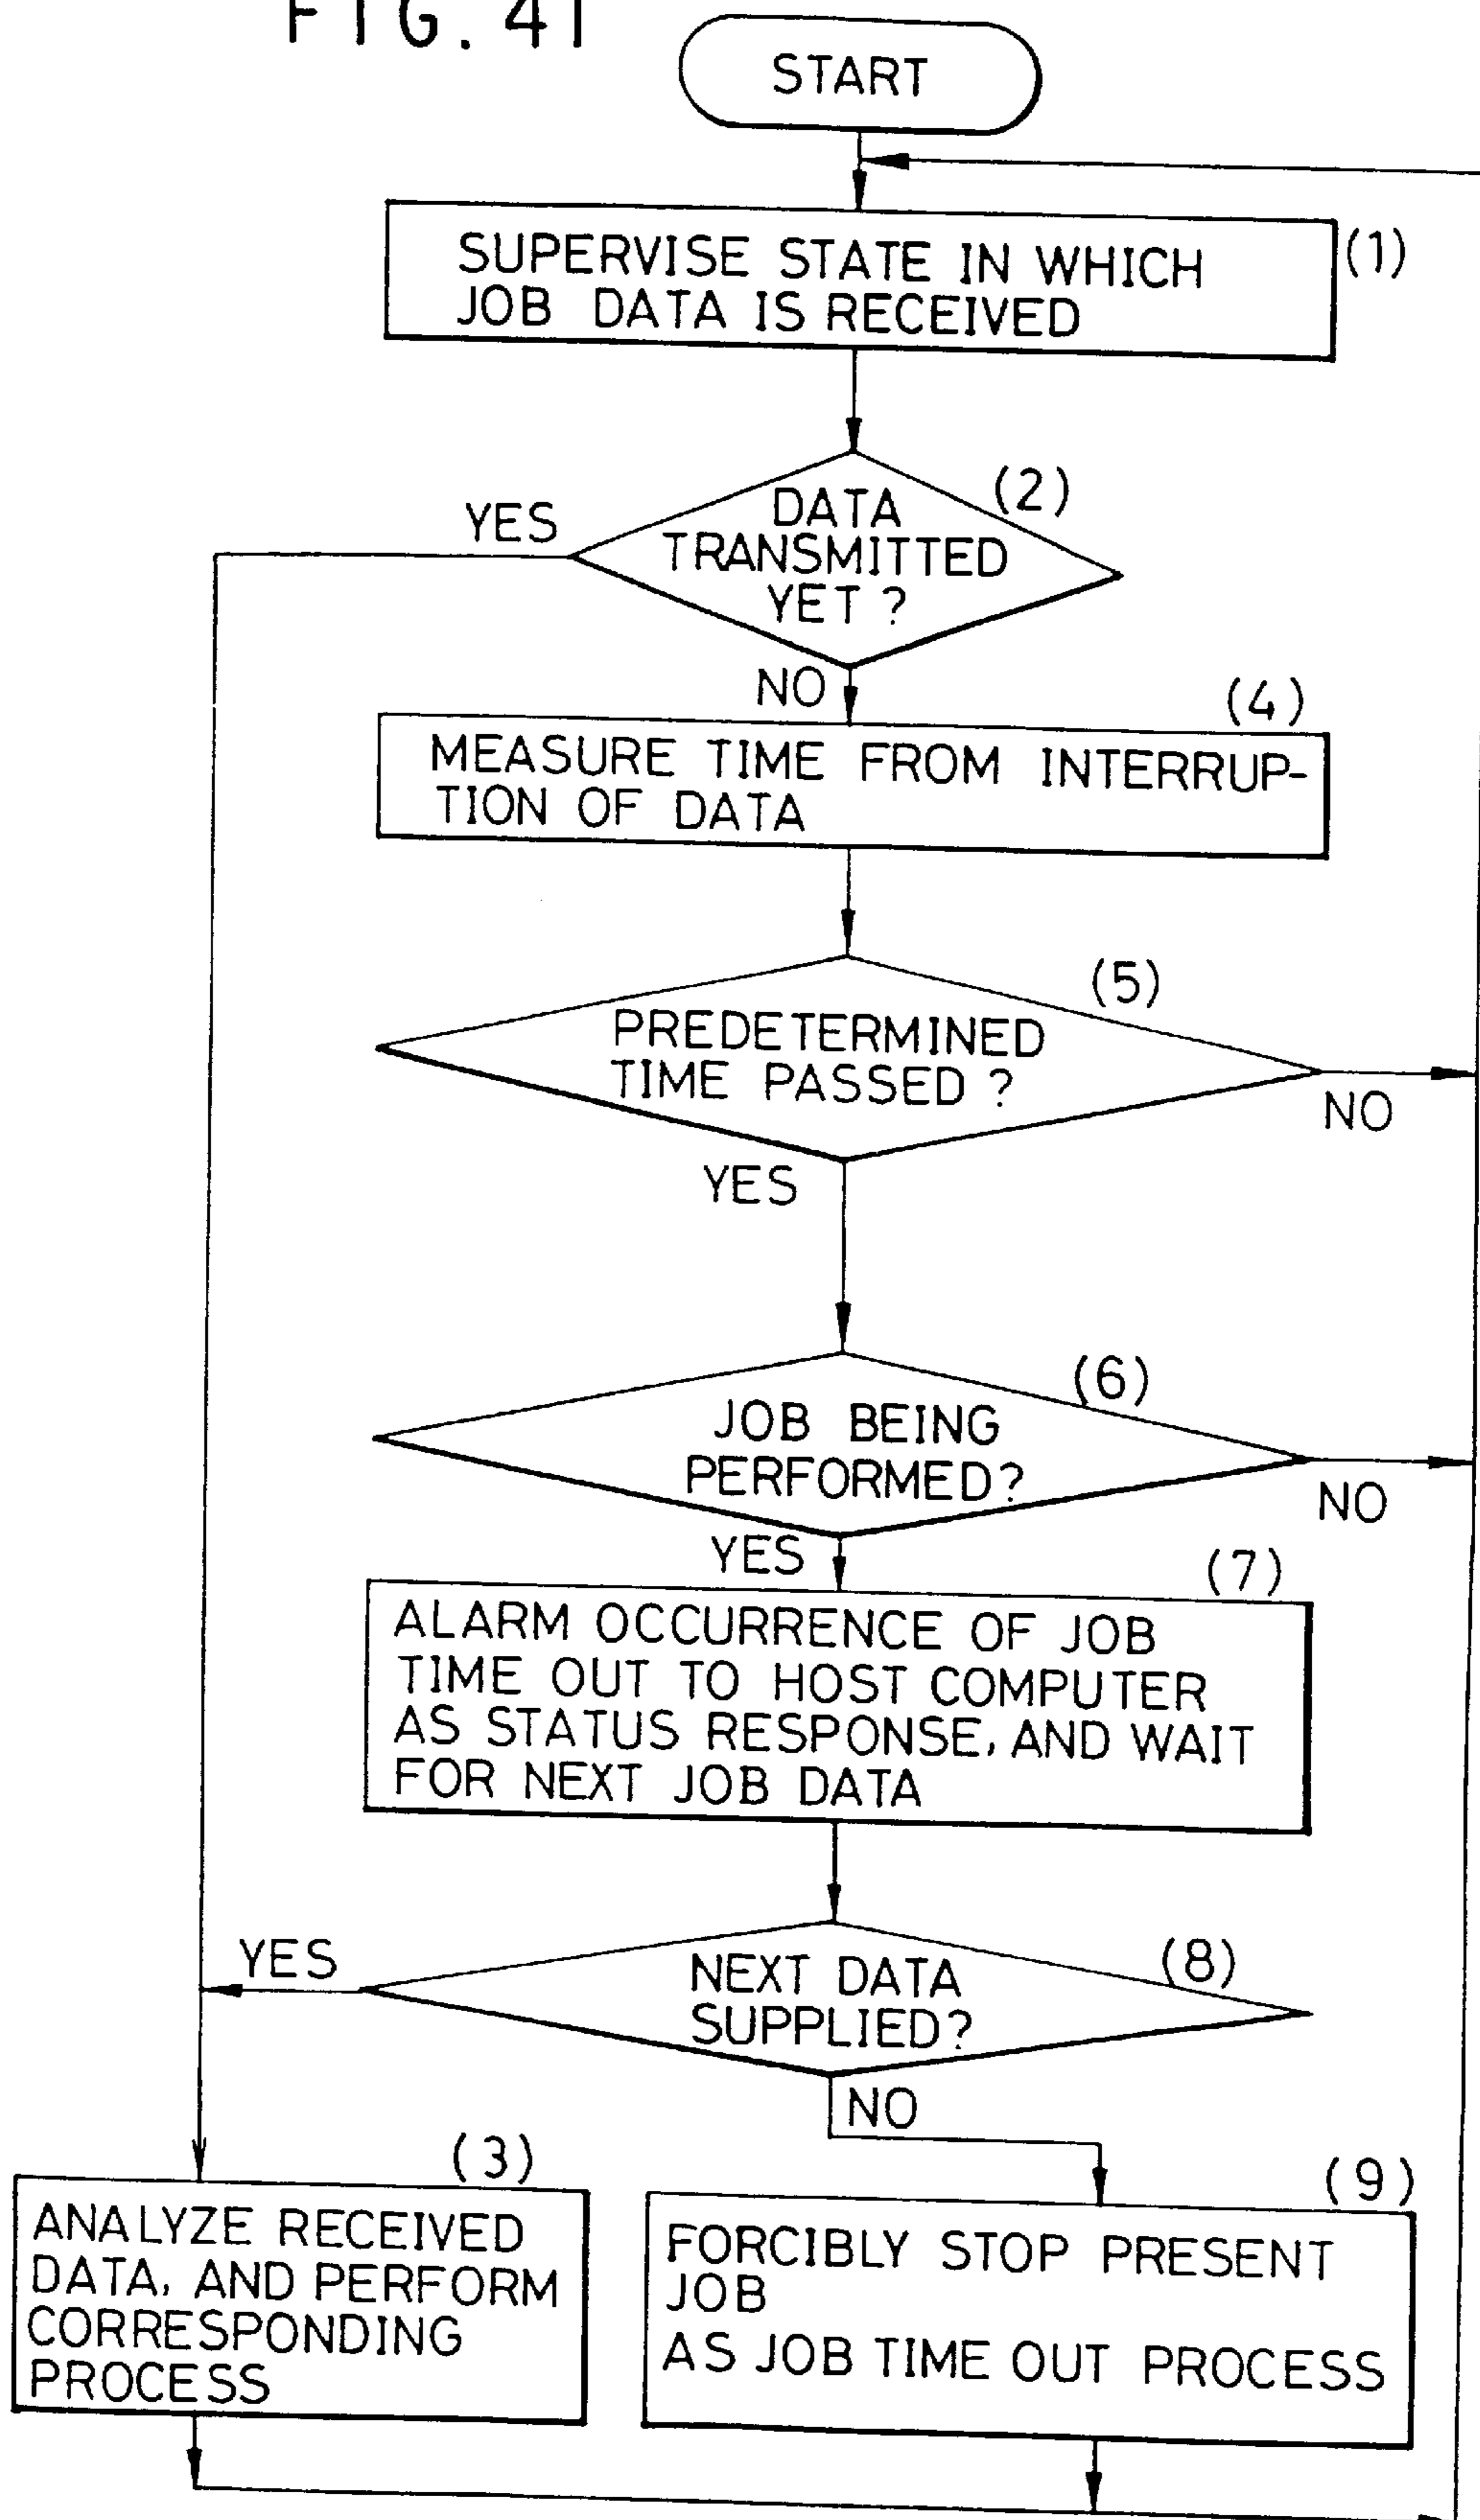 FIG. 41
START
SUPERVISE STATE IN WHICH
JOB DATA IS RECEIVED
(1)
(2)
DATA
TRANSMITTED
YET ?
YES
NO
(4)
MEASURE TIME FROM INTERRUP-
TION OF DATA
(5)
PREDETERMINED
TIME PASSED ?
NO
YES
(6)
JOB BEING
PERFORMED?
NO
YES
(7)
ALARM OCCURRENCE OF JOB
TIME OUT TO HOST COMPUTER
AS STATUS RESPONSE, AND WAIT
FOR NEXT JOB DATA
(8)
NEXT DATA
SUPPLIED?
YES
NO
(3)
ANALYZE RECEIVED
DATA, AND PERFORM
CORRESPONDING
PROCESS
(9)
FORCIBLY STOP PRESENT
JOB
AS JOB TIME OUT PROCESS